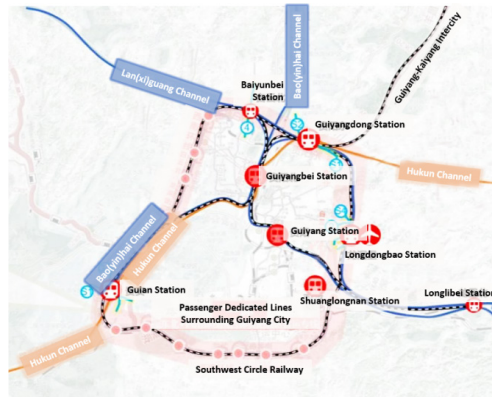 Lan(xi)guang Channel
Bao(yin)hai Channel
Guiyang-Kaiyang Intercity
Baiyunbei
Station
Guiyangdong Station
Hukun Channel
Guiyangbei Station
Bao(yin)hai Channel
Hukun Channel
Guiyang Station
Longdongbao Station
Guian Station
Longlibei Station
Shuanglongnan Station
Passenger Dedicated Lines
Surrounding Guiyang City
Hukun Channel
Southwest Circle Railway